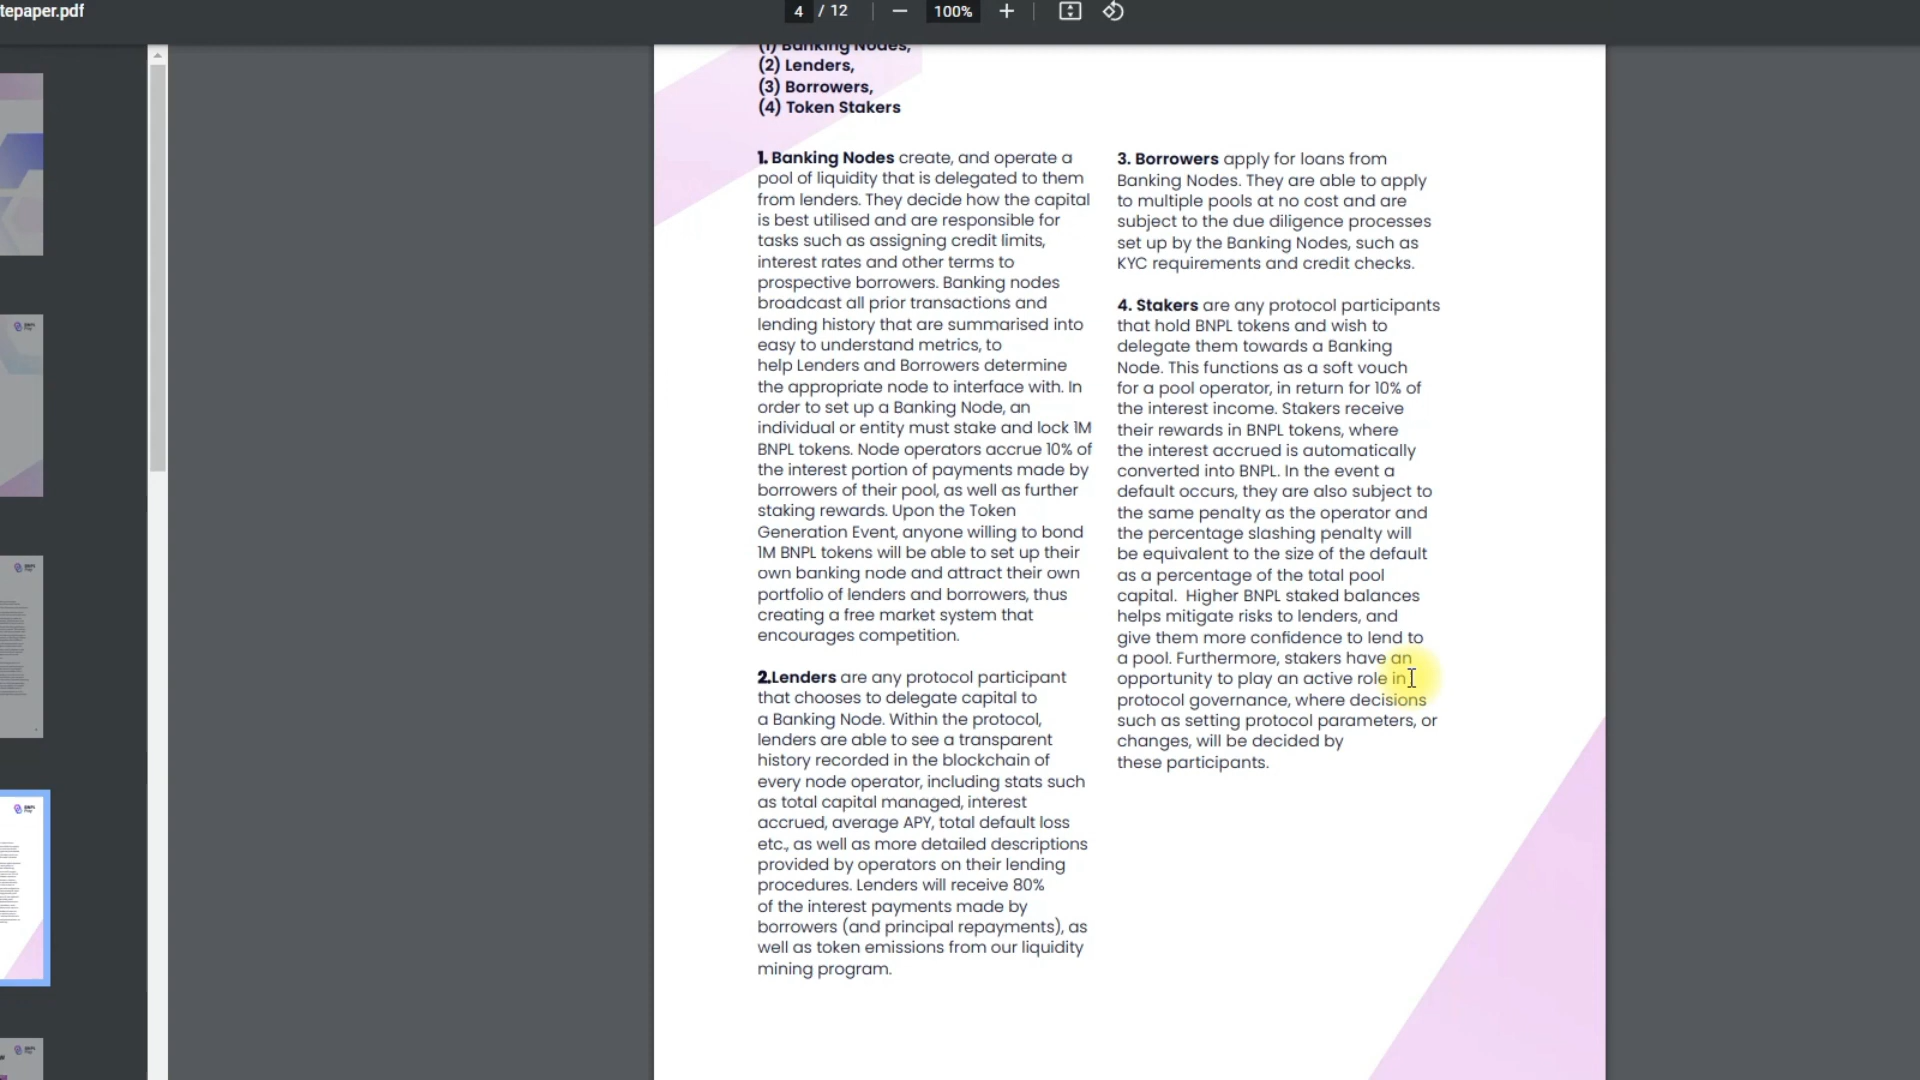 tepaper.pdf
4 / 12
100%
(1) Banking Nodes,
(2) Lenders,
(3) Borrowers,
(4) Token Stakers
1. Banking Nodes create, and operate a
pool of liquidity that is delegated to them
from lenders. They decide how the capital
is best utilised and are responsible for
tasks such as assigning credit limits,
interest rates and other terms to
prospective borrowers. Banking nodes
broadcast all prior transactions and
lending history that are summarised into
easy to understand metrics, to
help Lenders and Borrowers determine
the appropriate node to interface with. In
order to set up a Banking Node, an
individual or entity must stake and lock 1M
BNPL tokens. Node operators accrue 10% of
the interest portion of payments made by
borrowers of their pool, as well as further
staking rewards. Upon the Token
Generation Event, anyone willing to bond
1M BNPL tokens will be able to set up their
own banking node and attract their own
portfolio of lenders and borrowers, thus
creating a free market system that
encourages competition.
2.Lenders are any protocol participant
that chooses to delegate capital to
a Banking Node. Within the protocol,
lenders are able to see a transparent
history recorded in the blockchain of
every node operator, including stats such
as total capital managed, interest
accrued, average APY, total default loss
etc., as well as more detailed descriptions
provided by operators on their lending
procedures. Lenders will receive 80%
of the interest payments made by
borrowers (and principal repayments), as
well as token emissions from our liquidity
mining program.
3. Borrowers apply for loans from
Banking Nodes. They are able to apply
to multiple pools at no cost and are
subject to the due diligence processes
set up by the Banking Nodes, such as
KYC requirements and credit checks.
4. Stakers are any protocol participants
that hold BNPL tokens and wish to
delegate them towards a Banking
Node. This functions as a soft vouch
for a pool operator, in return for 10% of
the interest income. Stakers receive
their rewards in BNPL tokens, where
the interest accrued is automatically
converted into BNPL. In the event a
default occurs, they are also subject to
the same penalty as the operator and
the percentage slashing penalty will
be equivalent to the size of the default
as a percentage of the total pool
capital. Higher BNPL staked balances
helps mitigate risks to lenders, and
give them more confidence to lend to
a pool. Furthermore, stakers have an
opportunity to play an active role in
protocol governance, where decisions
such as setting protocol parameters, or
changes, will be decided by
these participants.